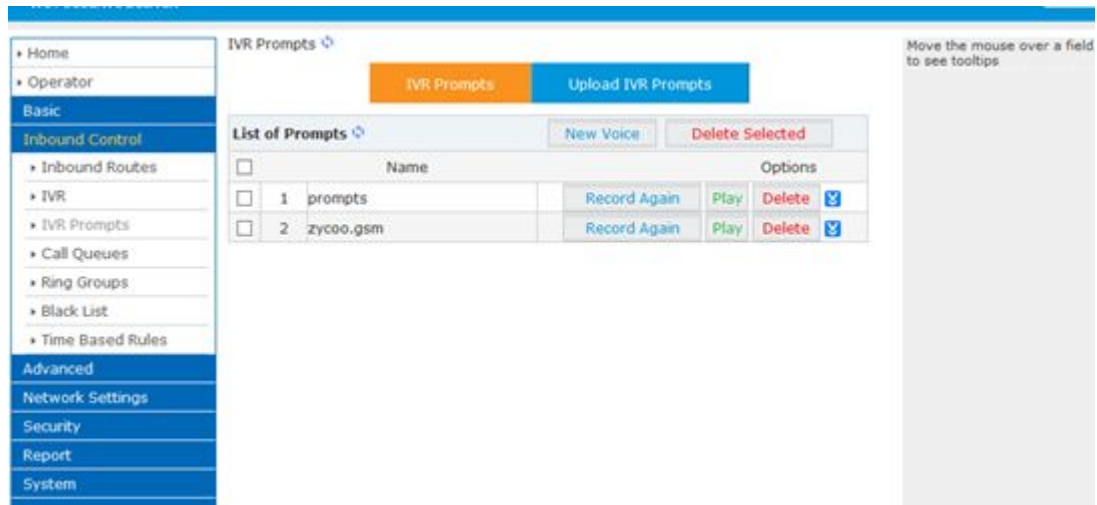 IVR Prompts
Move the mouse over a field
to see tooltips
Home
Operator
Basic
Inbound Control
Inbound Routes
IVR
IVR Prompts
Call Queues
Ring Groups
Black List
Time Based Rules
Advanced
Network Settings
Security
Report
System
IVR Prompts Upload IVR Prompts
List of Prompts New Voice Delete Selected
Name Options
1 prompts Record Again Play Delete
2 zycoo.gsm Record Again Play Delete